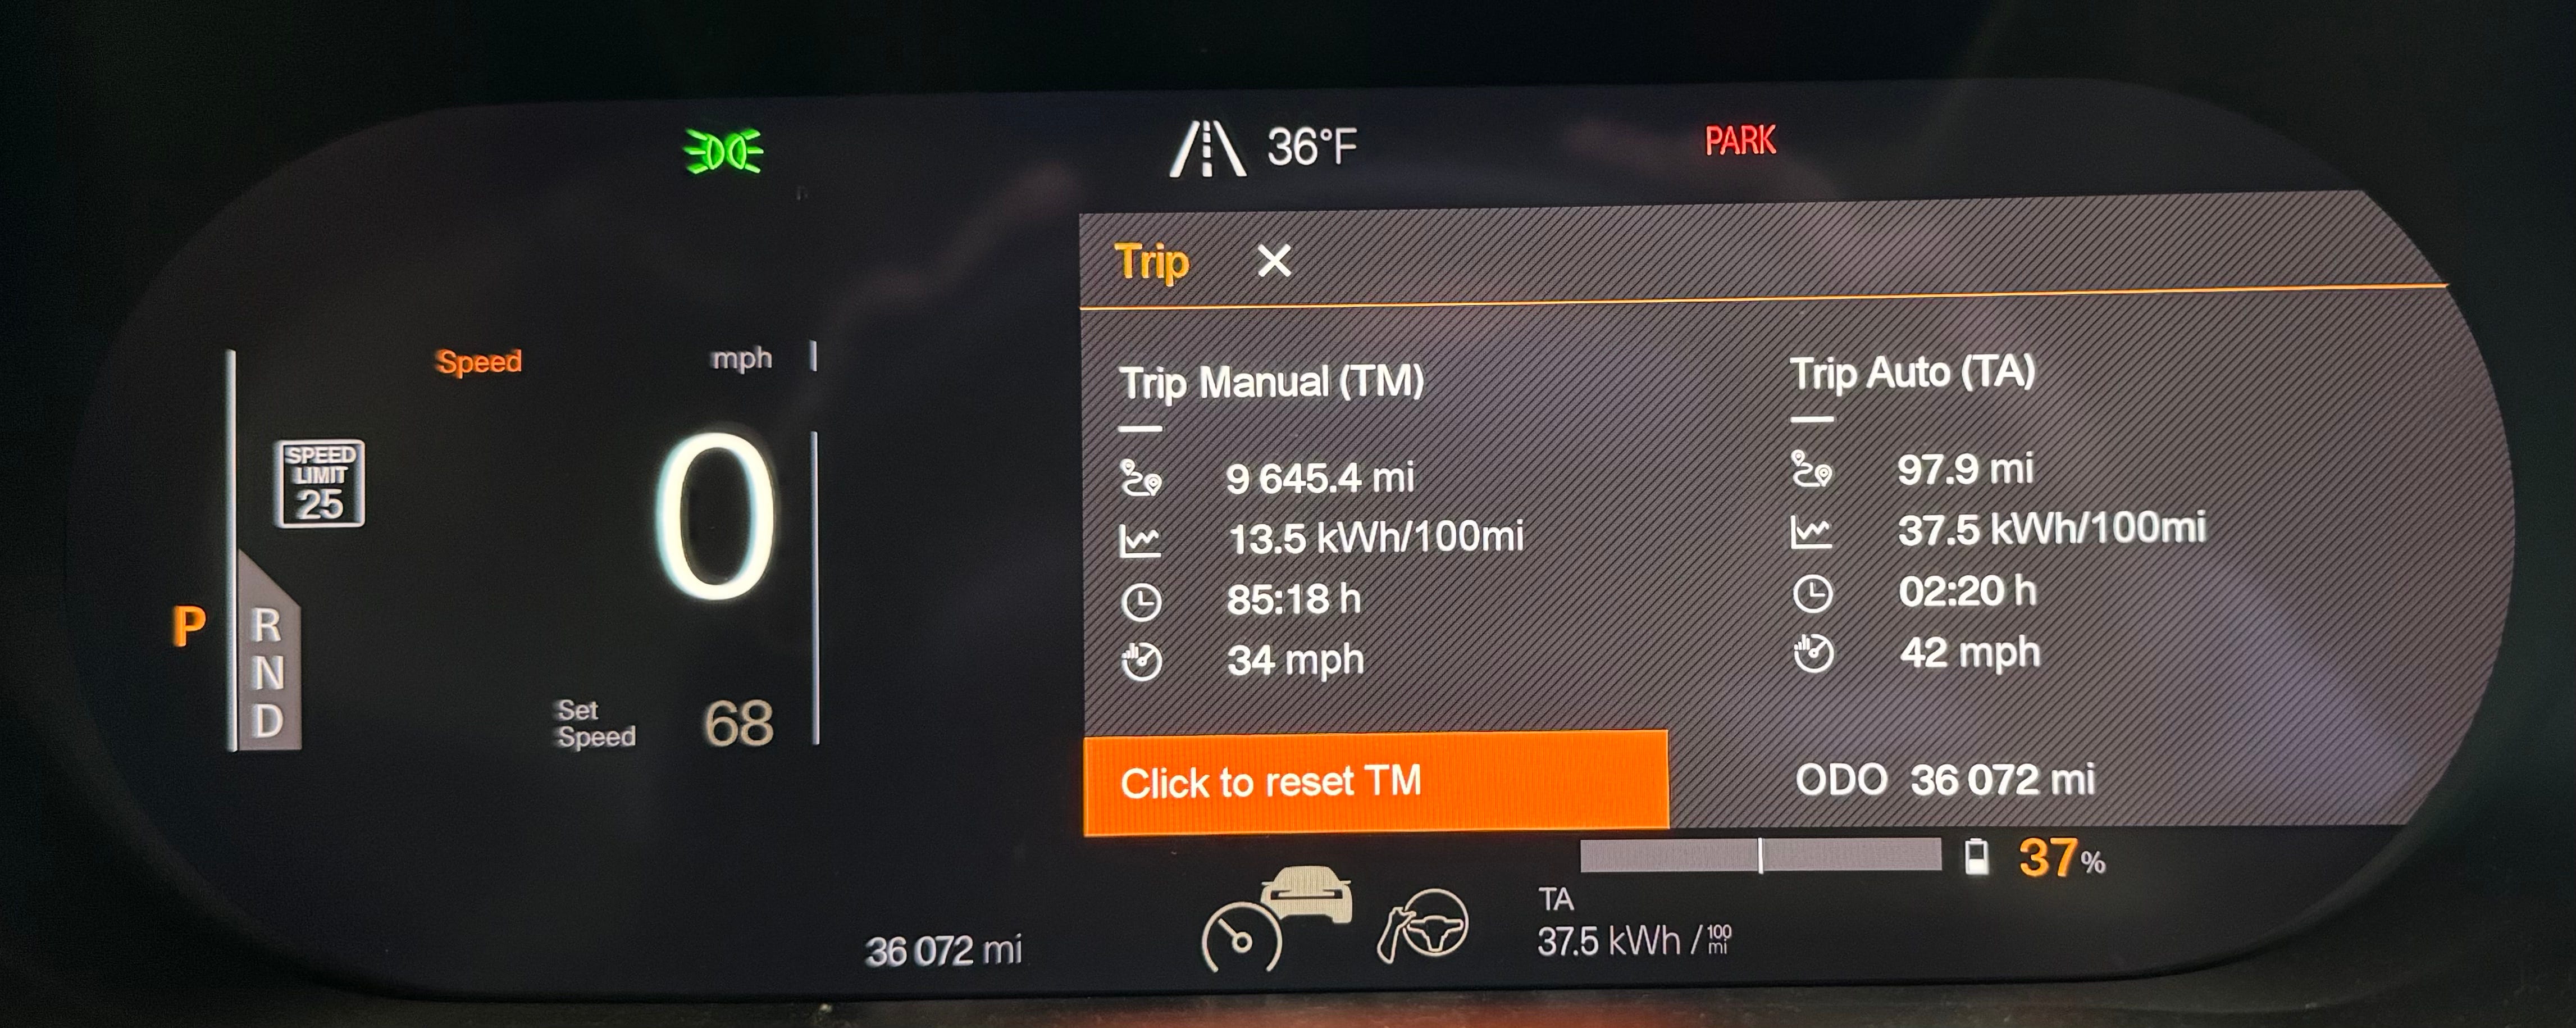 36°F
PARK
Trip
Speed
mph
SPEED
LIMIT
25
0
P
R
N
D
Set
Speed
68
Trip Manual (TM)
9 645.4 mi
13.5 kWh/100mi
85:18 h
34 mph
Click to reset TM
Trip Auto (TA)
97.9 mi
37.5 kWh/100mi
02:20 h
42 mph
ODO 36 072 mi
37%
TA
37.5 kWh / 100 mi
36 072 mi